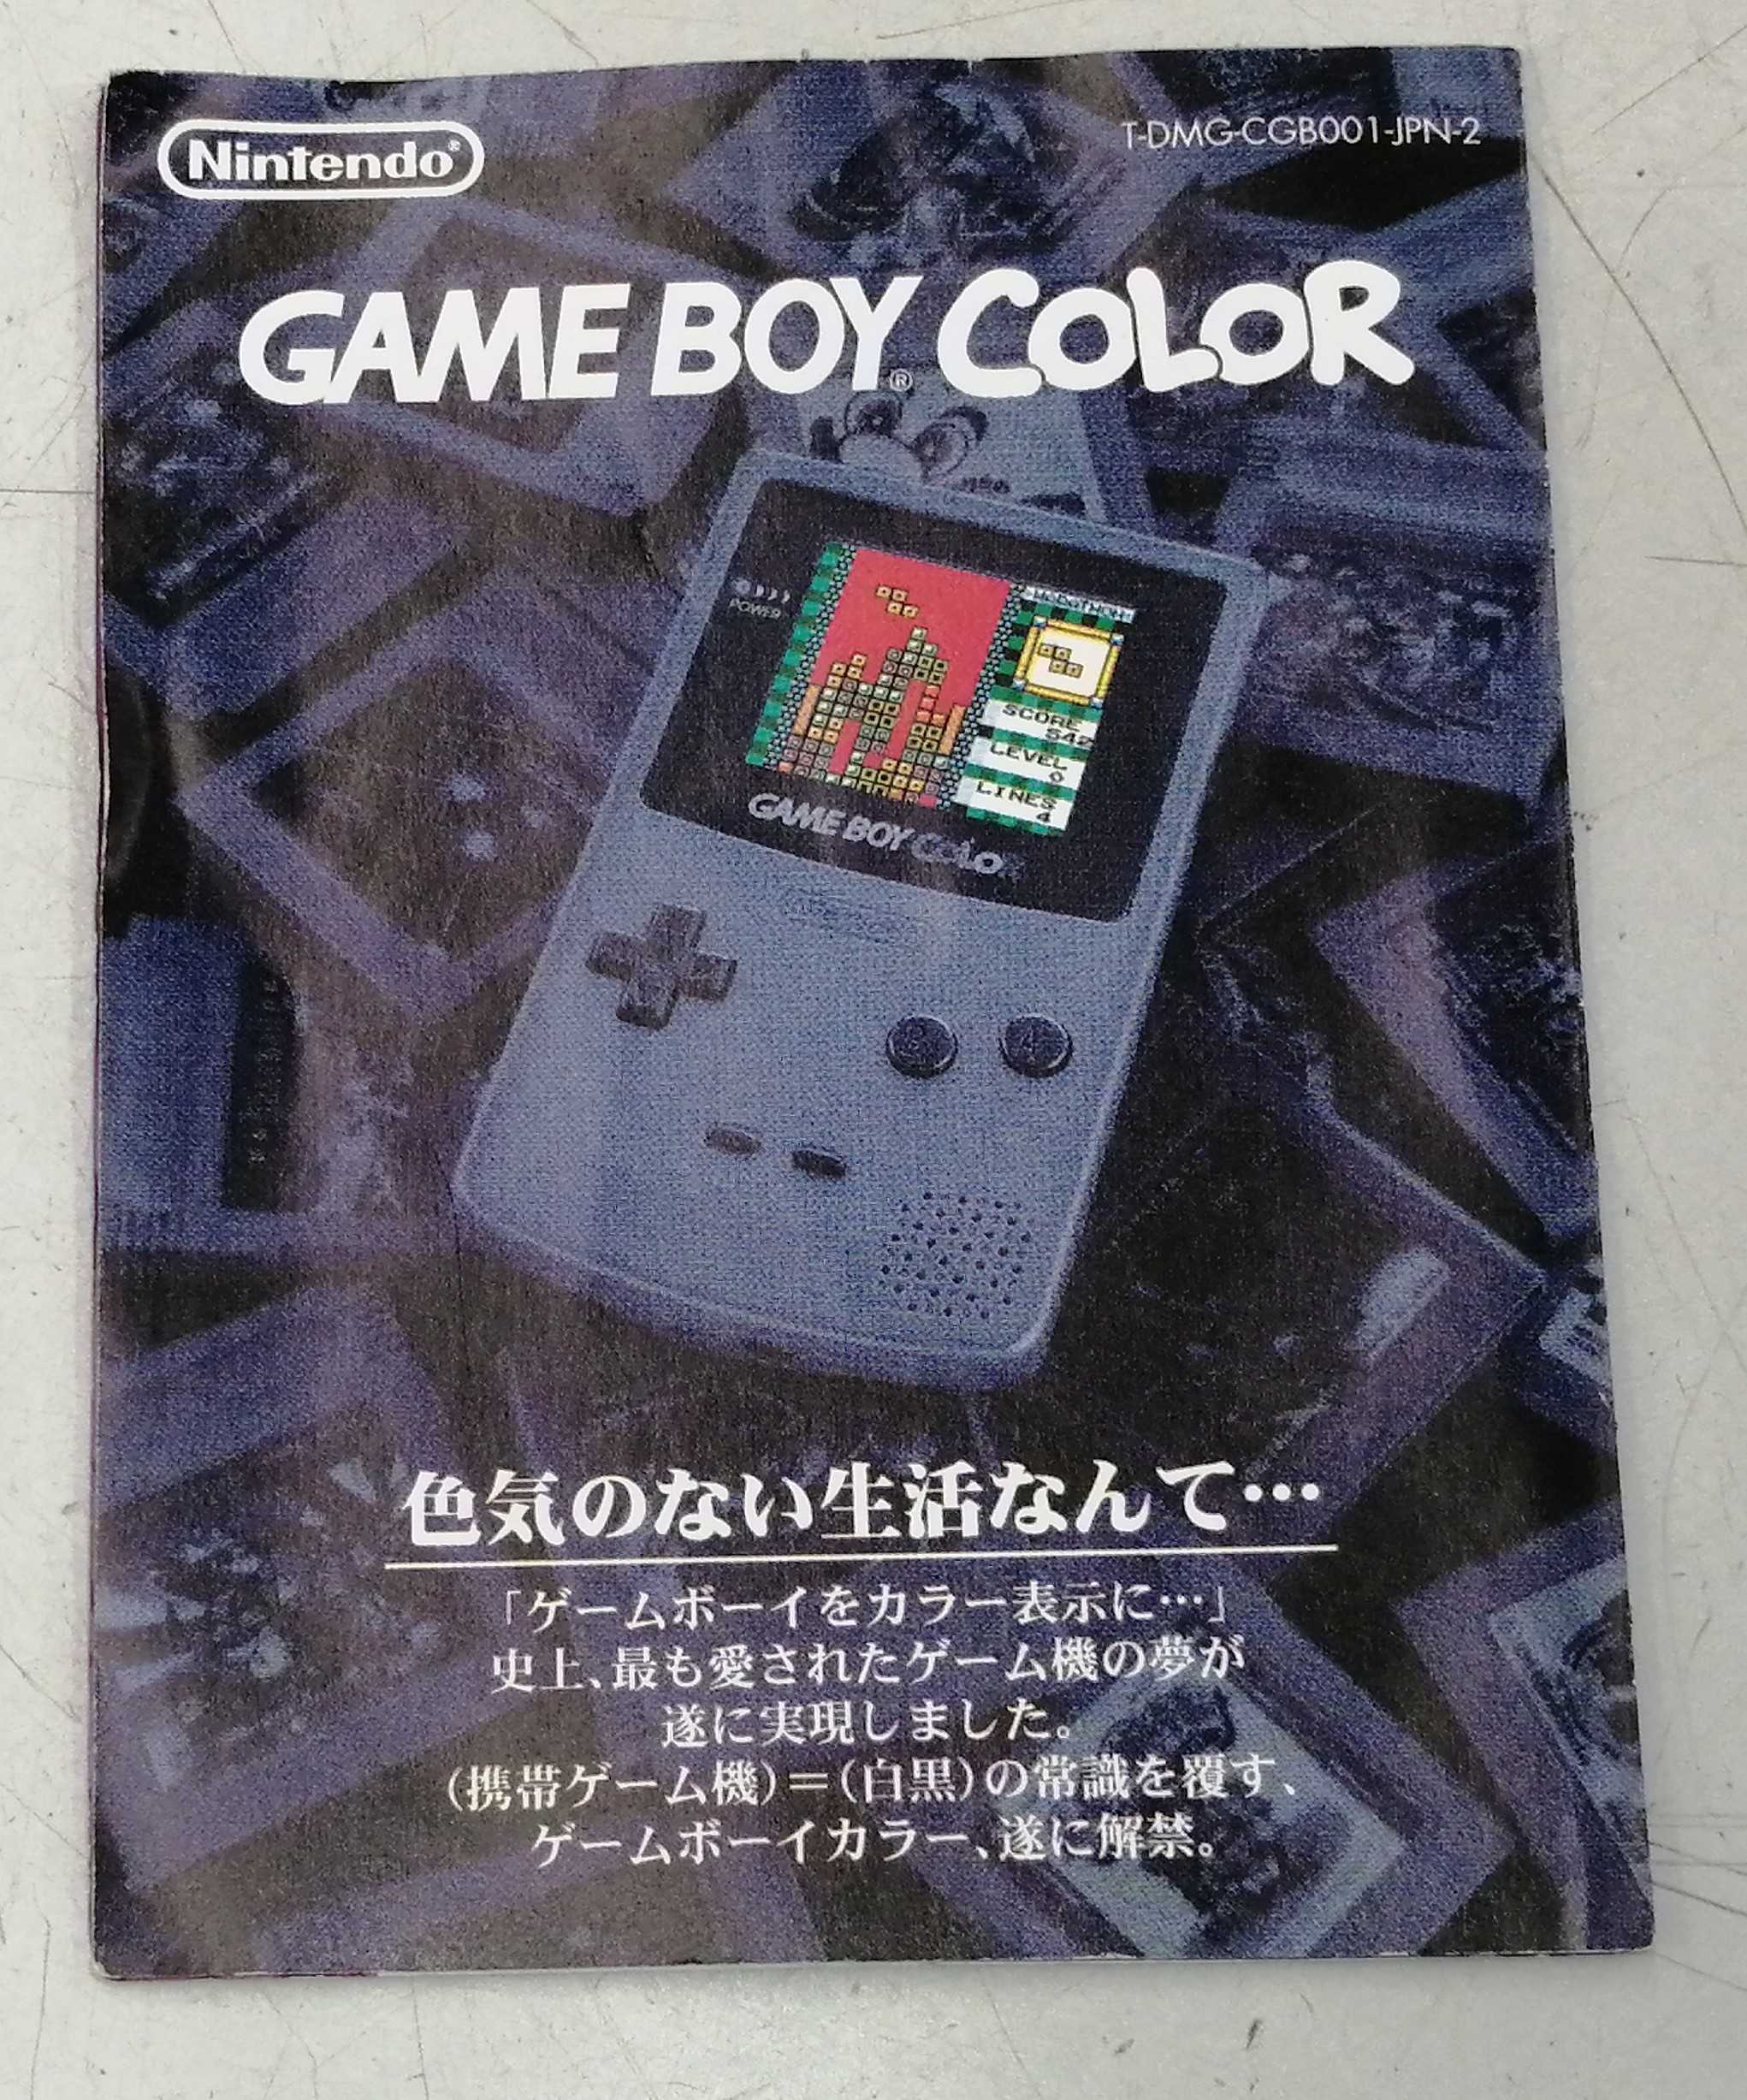 Nintendo®
T-DMG-CGB001-JPN-2
GAME BOY® COLOR
POWER
SCORE
542
LEVEL
0
LINES
4
GAME BOY COLOR
B
A
色気のない生活なんて…
「ゲームボーイをカラー表示に…」
史上、最も愛されたゲーム機の夢が
遂に実現しました。
(携帯ゲーム機)=(白黒)の常識を覆す、
ゲームボーイカラー、遂に解禁。